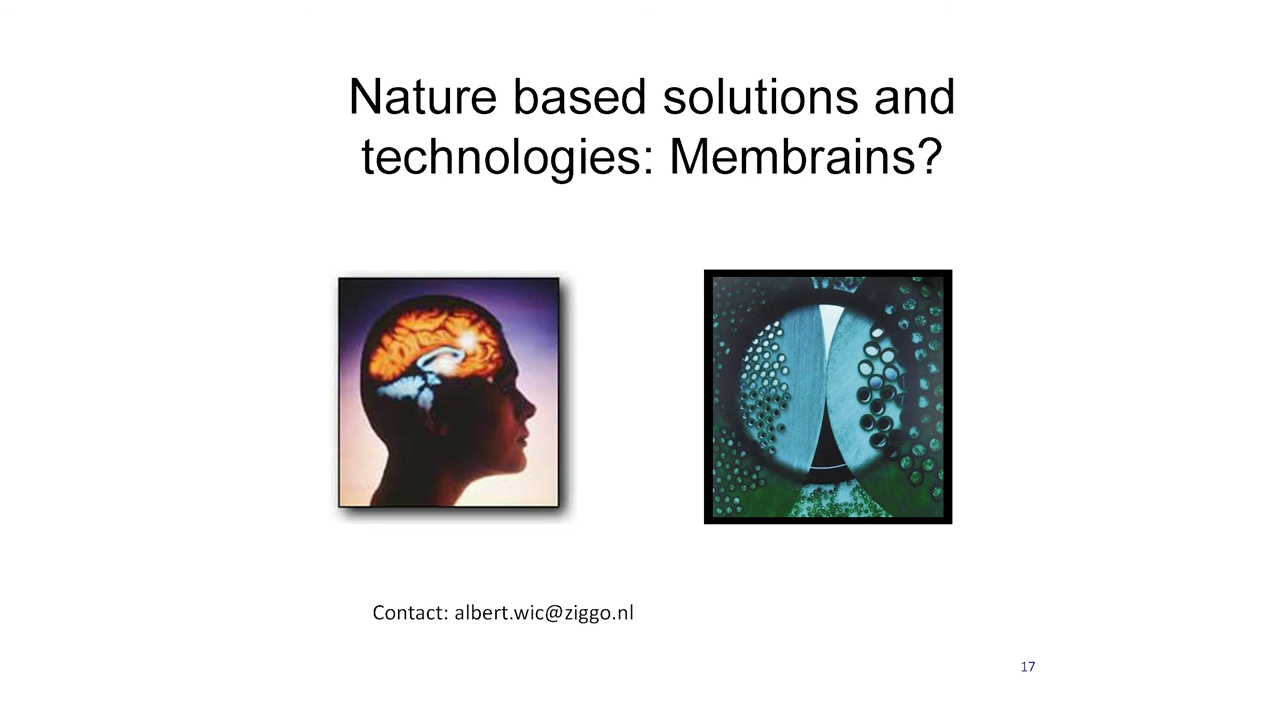 Nature based solutions and
technologies: Membrains?
Contact: albert.wic@ziggo.nl
17